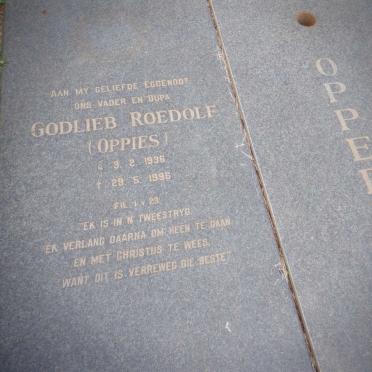 AAN MY GELIEFDE EGGENOOT
ONS VADER EN OUPA
GODLIEB ROEDOLF
(OPPIES)
* 3. 2. 1936
† 29. 5. 1996
FIL. 1 v 23
"EK IS IN 'N TWEESTRYD.
EK VERLANG DAARNA OM HEEN TE GAAN
EN MET CHRISTUS TE WEES,
WANT DIT IS VERREWEG DIE BESTE"
OPPE